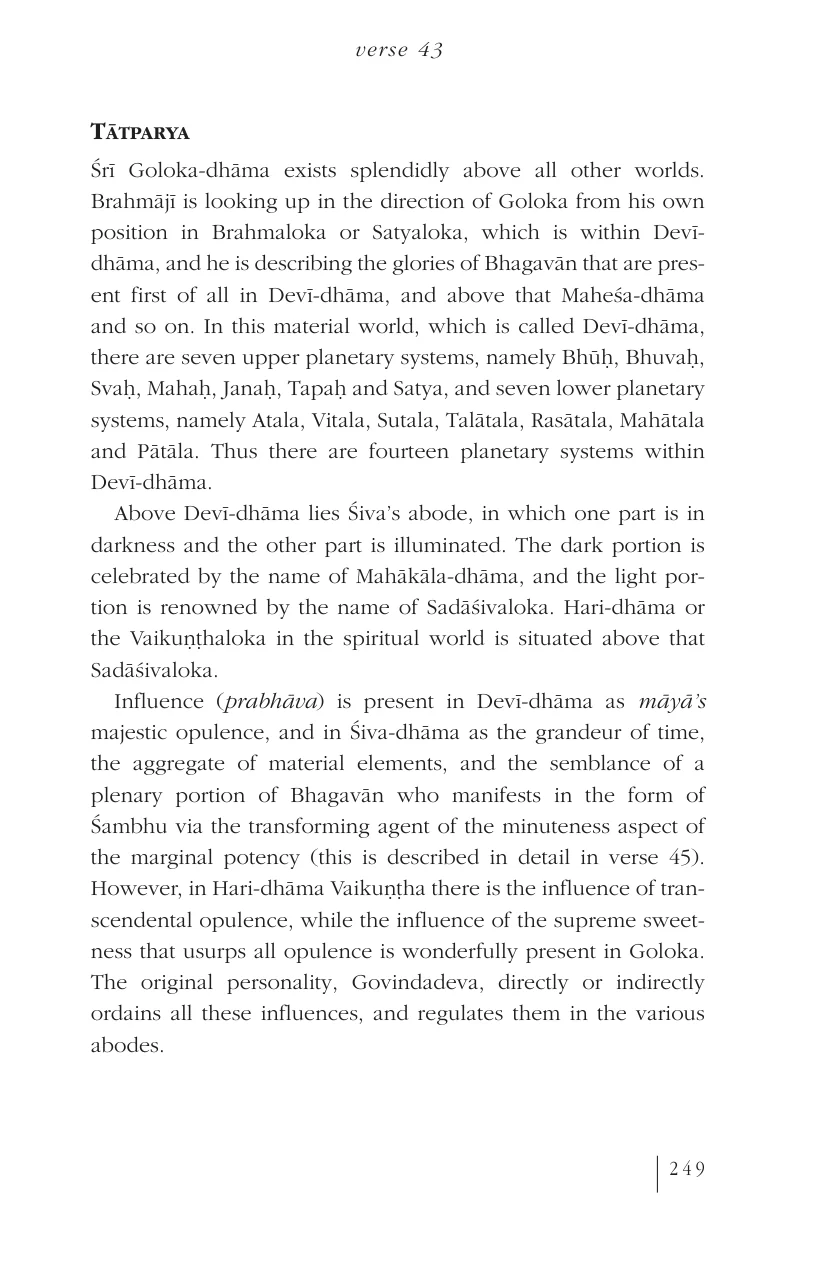 verse 43
TĀTPARYA
Śrī Goloka-dhāma exists splendidly above all other worlds.
Brahmājī is looking up in the direction of Goloka from his own
position in Brahmaloka or Satyaloka, which is within Devī-
dhāma, and he is describing the glories of Bhagavān that are pres-
ent first of all in Devī-dhāma, and above that Maheśa-dhāma
and so on. In this material world, which is called Devī-dhāma,
there are seven upper planetary systems, namely Bhūḥ, Bhuvaḥ,
Svaḥ, Mahaḥ, Janaḥ, Tapaḥ and Satya, and seven lower planetary
systems, namely Atala, Vitala, Sutala, Talātala, Rasātala, Mahātala
and Pātāla. Thus there are fourteen planetary systems within
Devī-dhāma.
Above Devī-dhāma lies Śiva’s abode, in which one part is in
darkness and the other part is illuminated. The dark portion is
celebrated by the name of Mahākāla-dhāma, and the light por-
tion is renowned by the name of Sadāśivaloka. Hari-dhāma or
the Vaikuṇṭhaloka in the spiritual world is situated above that
Sadāśivaloka.
Influence (prabhāva) is present in Devī-dhāma as māyā’s
majestic opulence, and in Śiva-dhāma as the grandeur of time,
the aggregate of material elements, and the semblance of a
plenary portion of Bhagavān who manifests in the form of
Śambhu via the transforming agent of the minuteness aspect of
the marginal potency (this is described in detail in verse 45).
However, in Hari-dhāma Vaikuṇṭha there is the influence of tran-
scendental opulence, while the influence of the supreme sweet-
ness that usurps all opulence is wonderfully present in Goloka.
The original personality, Govindadeva, directly or indirectly
ordains all these influences, and regulates them in the various
abodes.
249